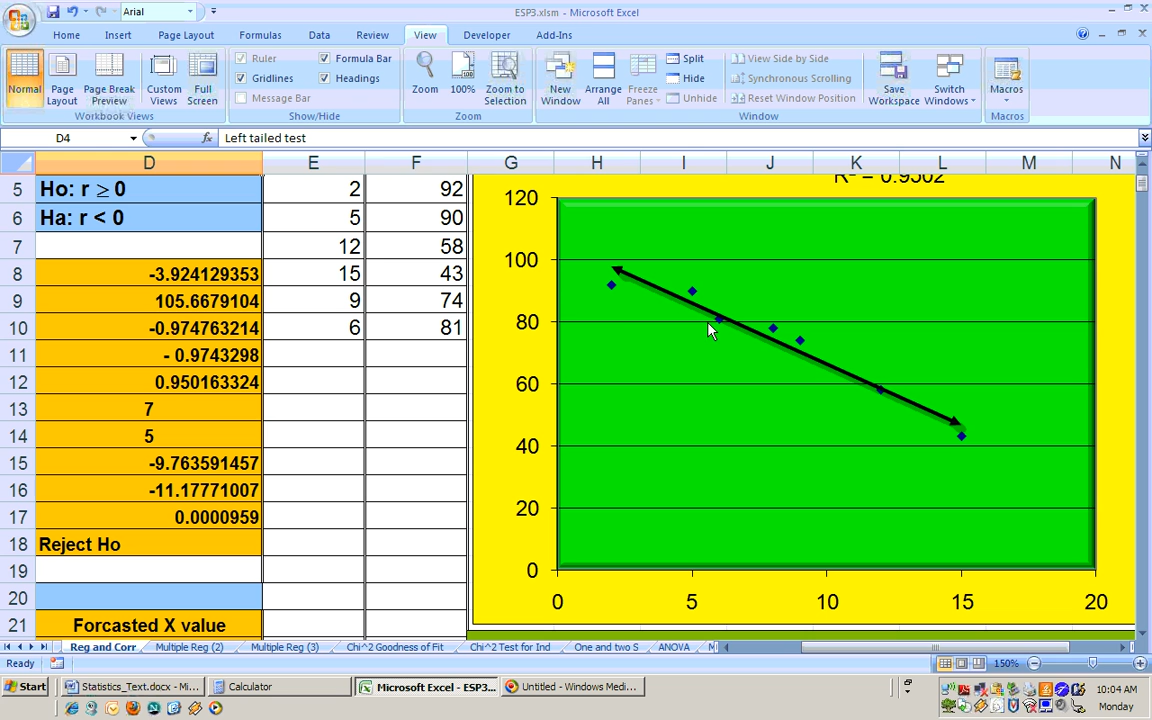 Arial
ESP3.xlsm - Microsoft Excel
Home Insert Page Layout Formulas Data Review View Developer Add-Ins
Normal
Page Layout
Page Break Preview
Custom Views
Full Screen
Workbook Views
Ruler
Gridlines
Message Bar
Formula Bar
Headings
Show/Hide
Zoom
100%
Zoom to Selection
Zoom
New Window
Arrange All
Freeze Panes
Split
Hide
Unhide
View Side by Side
Synchronous Scrolling
Reset Window Position
Window
Save Workspace
Switch Windows
Macros
Macros
D4 fx Left tailed test
D E F G H I J K L M N
5 Ho: r ≥ 0 2 92
6 Ha: r < 0 5 90
7 12 58
8 -3.924129353 15 43
9 105.6679104 9 74
10 -0.974763214 6 81
11 - 0.9743298
12 0.950163324
13 7
14 5
15 -9.763591457
16 -11.17771007
17 0.0000959
18 Reject Ho
19
20
21 Forcasted X value
R² = 0.9502
120
100
80
60
40
20
0
0 5 10 15 20
Reg and Corr Multiple Reg (2) Multiple Reg (3) Chi^2 Goodness of Fit Chi^2 Test for Ind One and two S ANOVA
Ready 150%
Start Statistics_Text.docx - Mi... Calculator Microsoft Excel - ESP3... Untitled - Windows Medi... 10:04 AM
Monday